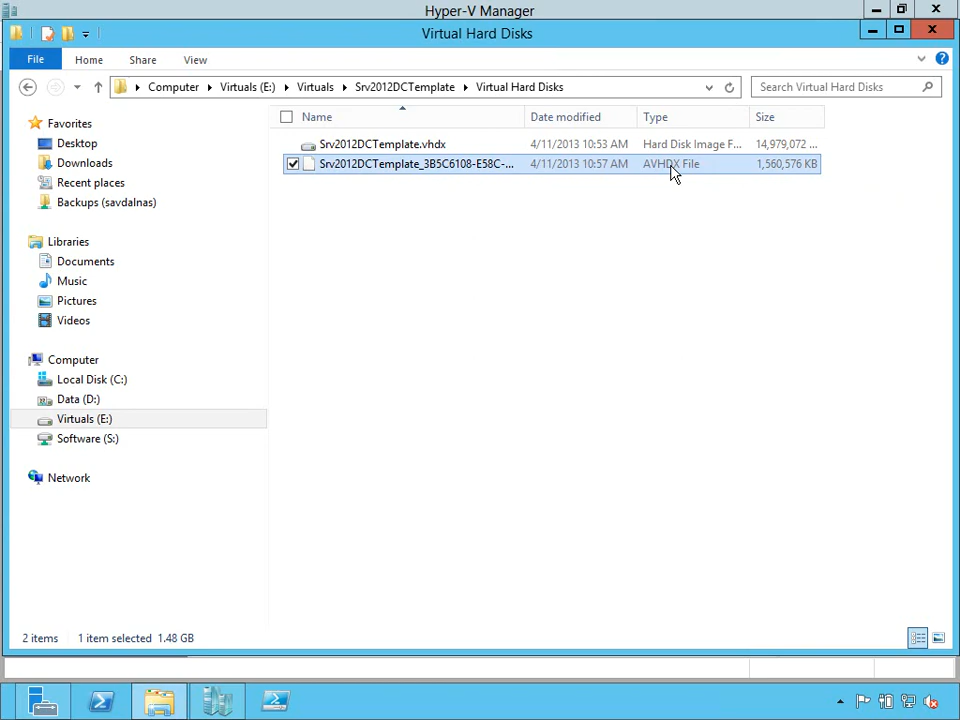 Hyper-V Manager
Virtual Hard Disks
File Home Share View
Computer Virtuals (E:) Virtuals Srv2012DCTemplate Virtual Hard Disks
Search Virtual Hard Disks
Name Date modified Type Size
Srv2012DCTemplate.vhdx 4/11/2013 10:53 AM Hard Disk Image F... 14,979,072 ...
Srv2012DCTemplate_3B5C6108-E58C-... 4/11/2013 10:57 AM AVHDX File 1,560,576 KB
Favorites
Desktop
Downloads
Recent places
Backups (savdalnas)
Libraries
Documents
Music
Pictures
Videos
Computer
Local Disk (C:)
Data (D:)
Virtuals (E:)
Software (S:)
Network
2 items 1 item selected 1.48 GB